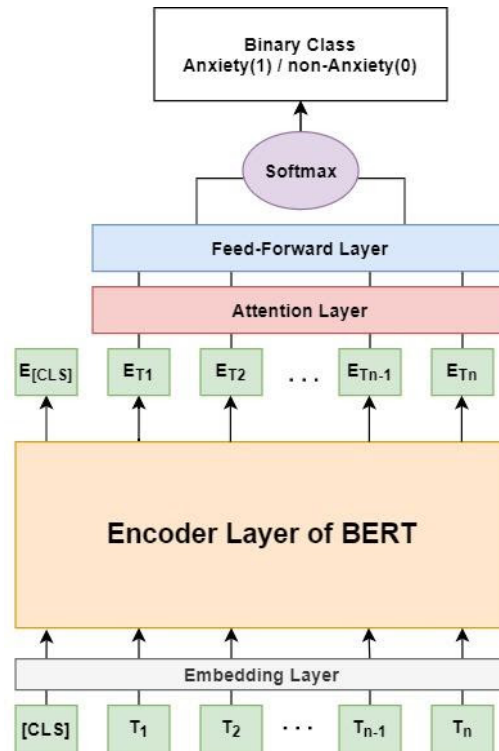 Binary Class
Anxiety(1) / non-Anxiety(0)
Softmax
Feed-Forward Layer
Attention Layer
E[CLS] ET1 ET2 . . . ETn-1 ETn
Encoder Layer of BERT
Embedding Layer
[CLS] T1 T2 ... Tn-1 Tn